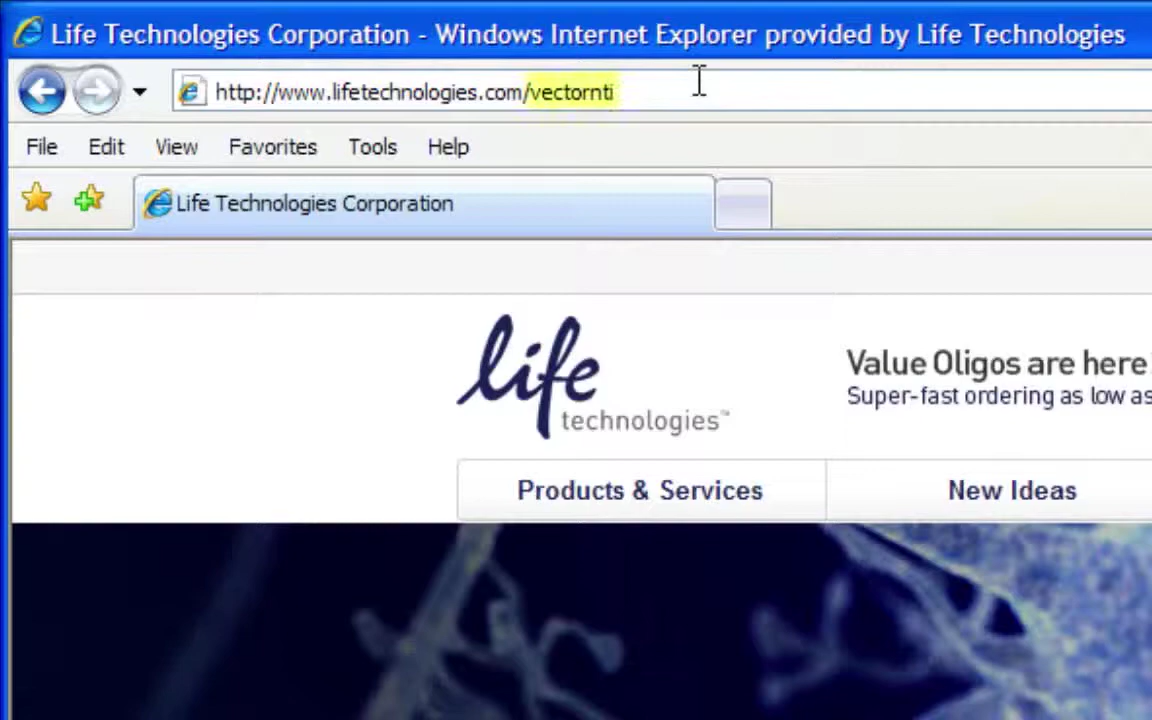 Life Technologies Corporation - Windows Internet Explorer provided by Life Technologies
http://www.lifetechnologies.com/vectornti
File Edit View Favorites Tools Help
Life Technologies Corporation
life
technologies™
Value Oligos are here!
Super-fast ordering as low as
Products & Services New Ideas